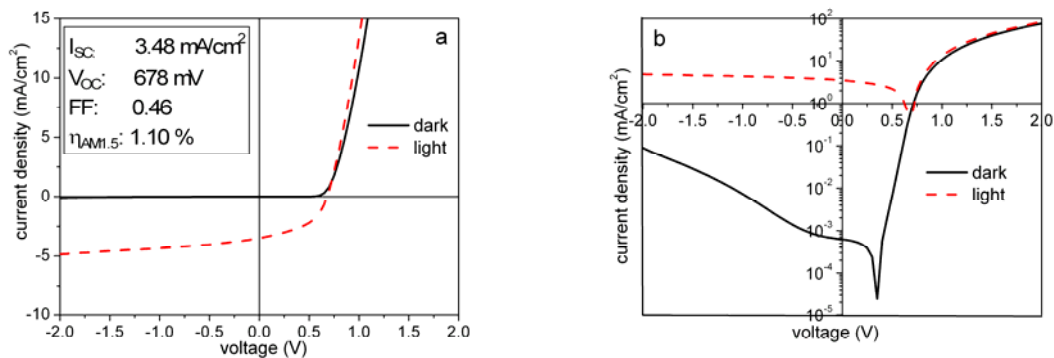 15
10
5
0
-5
-10
-2.0 -1.5 -1.0 -0.5 0.0 0.5 1.0 1.5 2.0
voltage (V)
current density (mA/cm²)
a
I_SC: 3.48 mA/cm²
V_OC: 678 mV
FF: 0.46
η_AM1.5: 1.10 %
dark
light
b
10²
10¹
10⁰
10⁻¹
10⁻²
10⁻³
10⁻⁴
10⁻⁵
-2.0 -1.5 -1.0 -0.5 0.0 0.5 1.0 1.5 2.0
voltage (V)
current density (mA/cm²)
dark
light